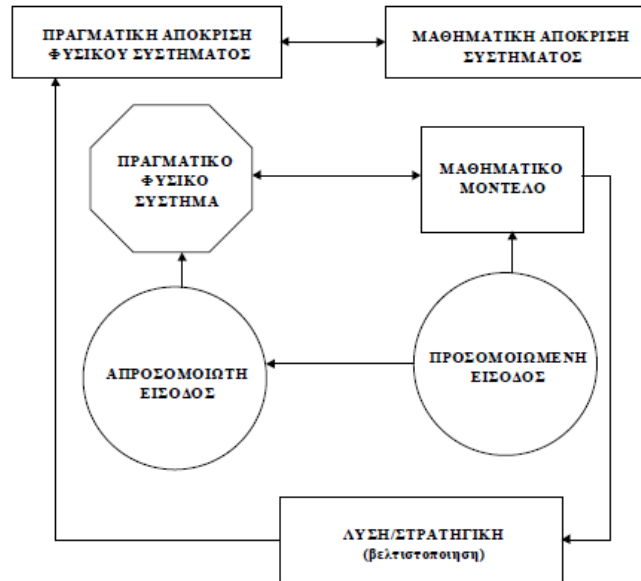 ΠΡΑΓΜΑΤΙΚΗ ΑΠΟΚΡΙΣΗ
ΦΥΣΙΚΟΥ ΣΥΣΤΗΜΑΤΟΣ
ΜΑΘΗΜΑΤΙΚΗ ΑΠΟΚΡΙΣΗ
ΣΥΣΤΗΜΑΤΟΣ
ΠΡΑΓΜΑΤΙΚΟ
ΦΥΣΙΚΟ
ΣΥΣΤΗΜΑ
ΜΑΘΗΜΑΤΙΚΟ
ΜΟΝΤΕΛΟ
ΑΠΡΟΣΟΜΟΙΩΤΗ
ΕΙΣΟΔΟΣ
ΠΡΟΣΟΜΟΙΩΜΕΝΗ
ΕΙΣΟΔΟΣ
ΛΥΣΗ/ΣΤΡΑΤΗΓΙΚΗ
(βελτιστοποιηση)